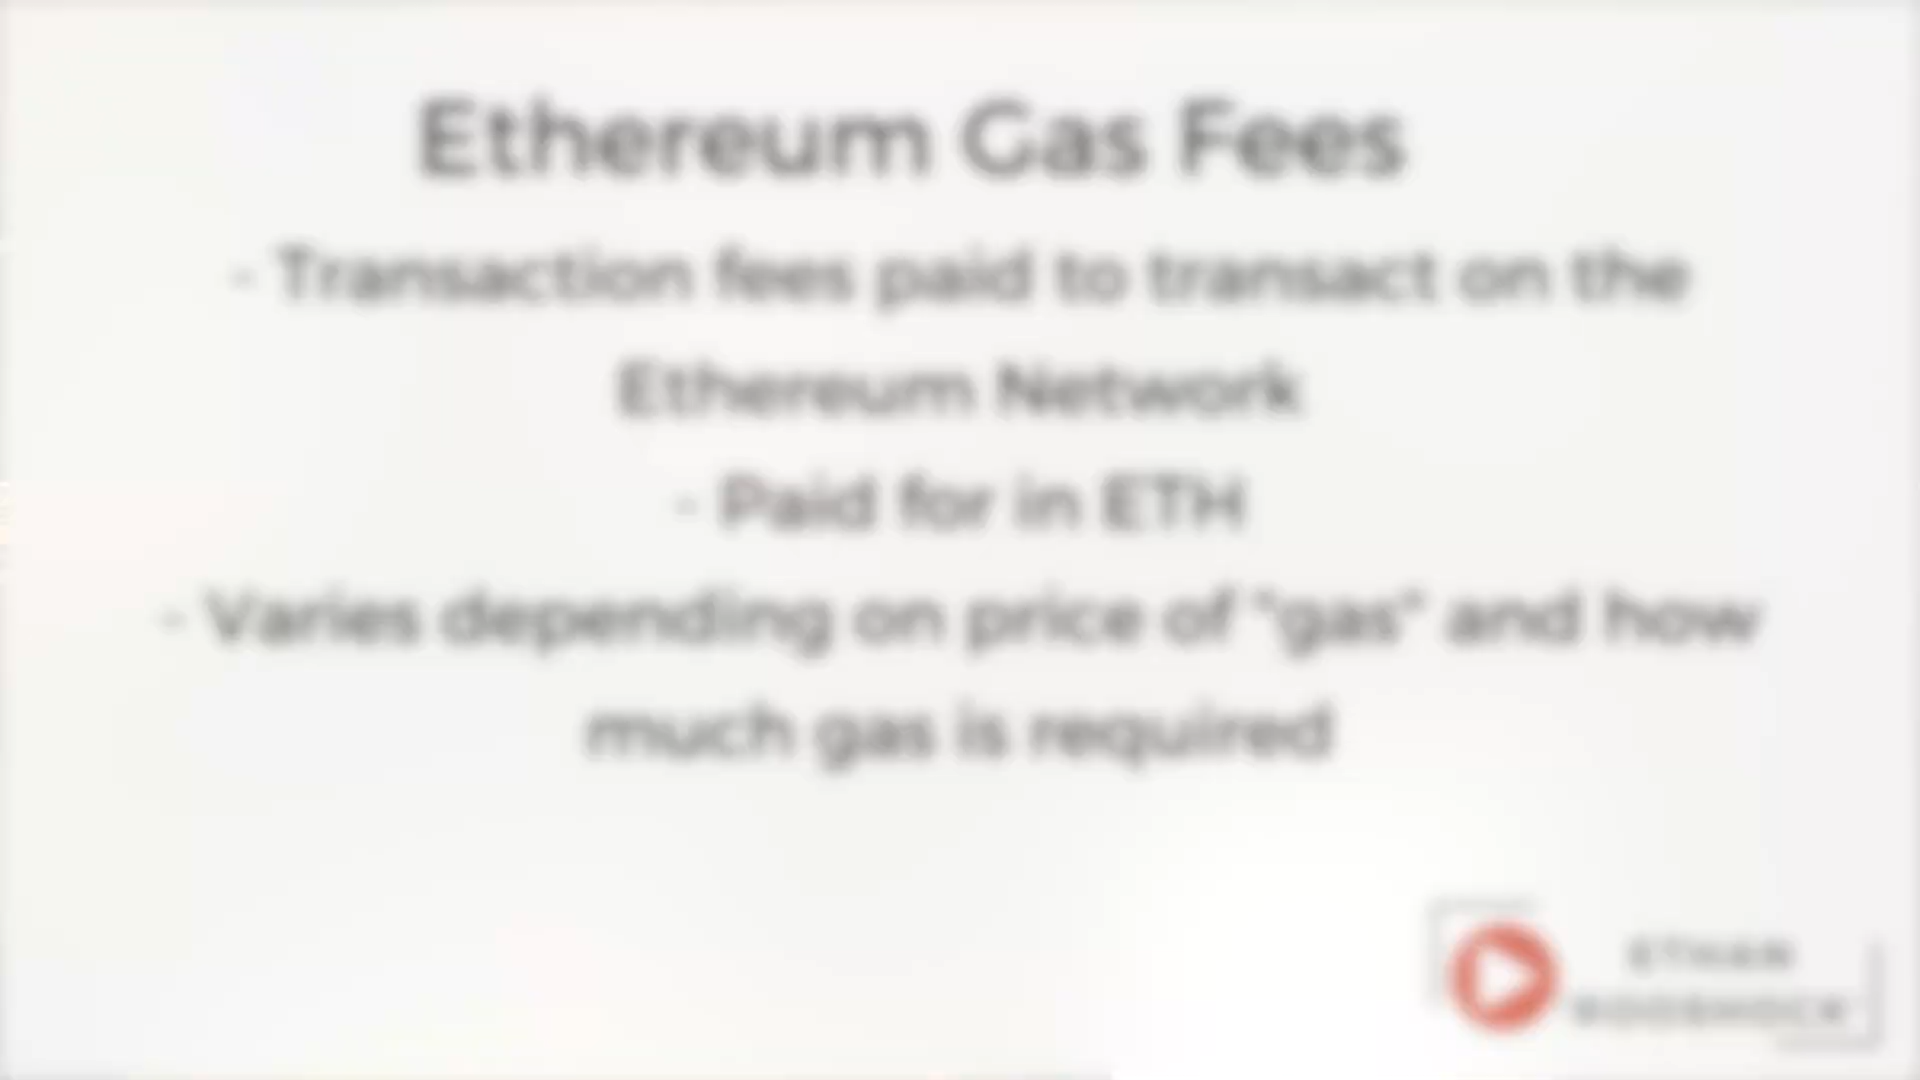 Ethereum Gas Fees
- Transaction fees paid to transact on the
Ethereum Network
- Paid for in ETH
- Varies depending on price of "gas" and how
much gas is required
ETHAN